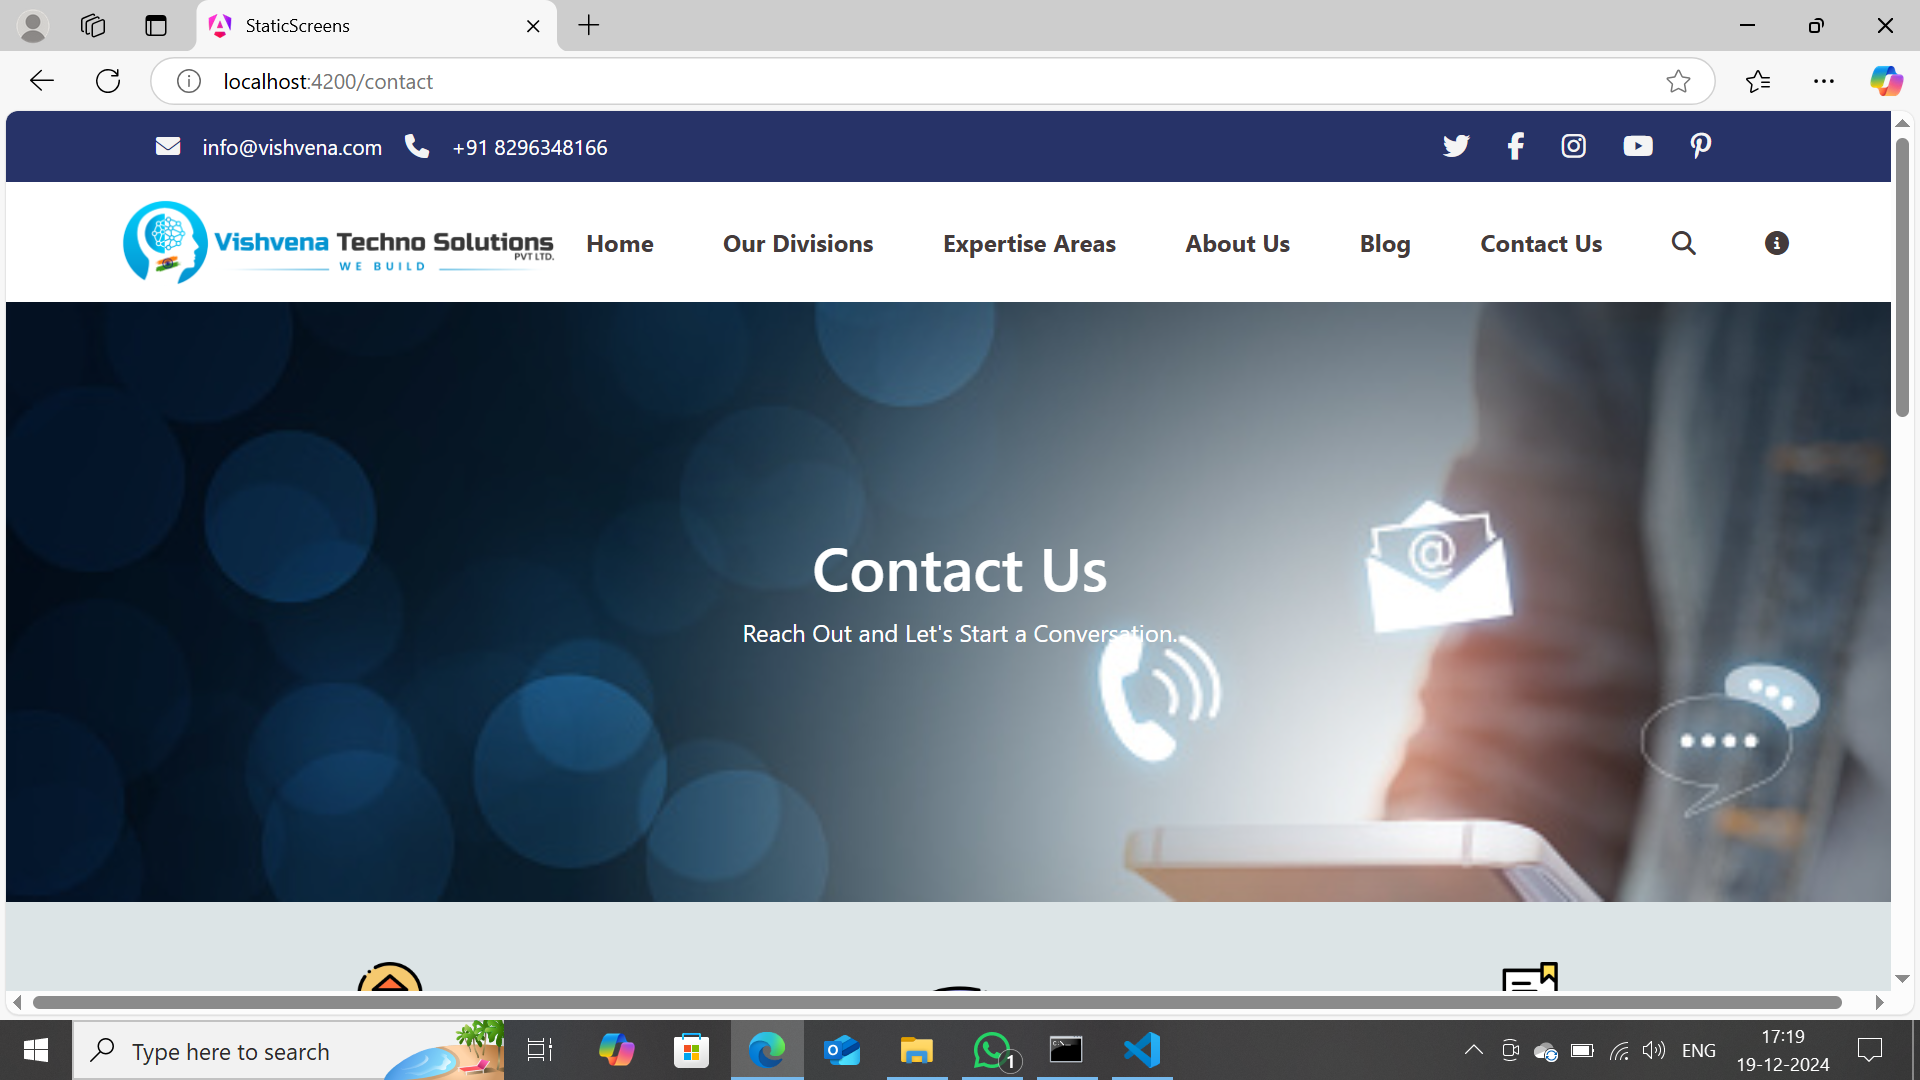 StaticScreens
localhost:4200/contact
info@vishvena.com +91 8296348166
Vishvena Techno Solutions
PVT LTD.
WE BUILD
Home Our Divisions Expertise Areas About Us Blog Contact Us
@
Contact Us
Reach Out and Let's Start a Conversation.
Type here to search
1
ENG
17:19
19-12-2024